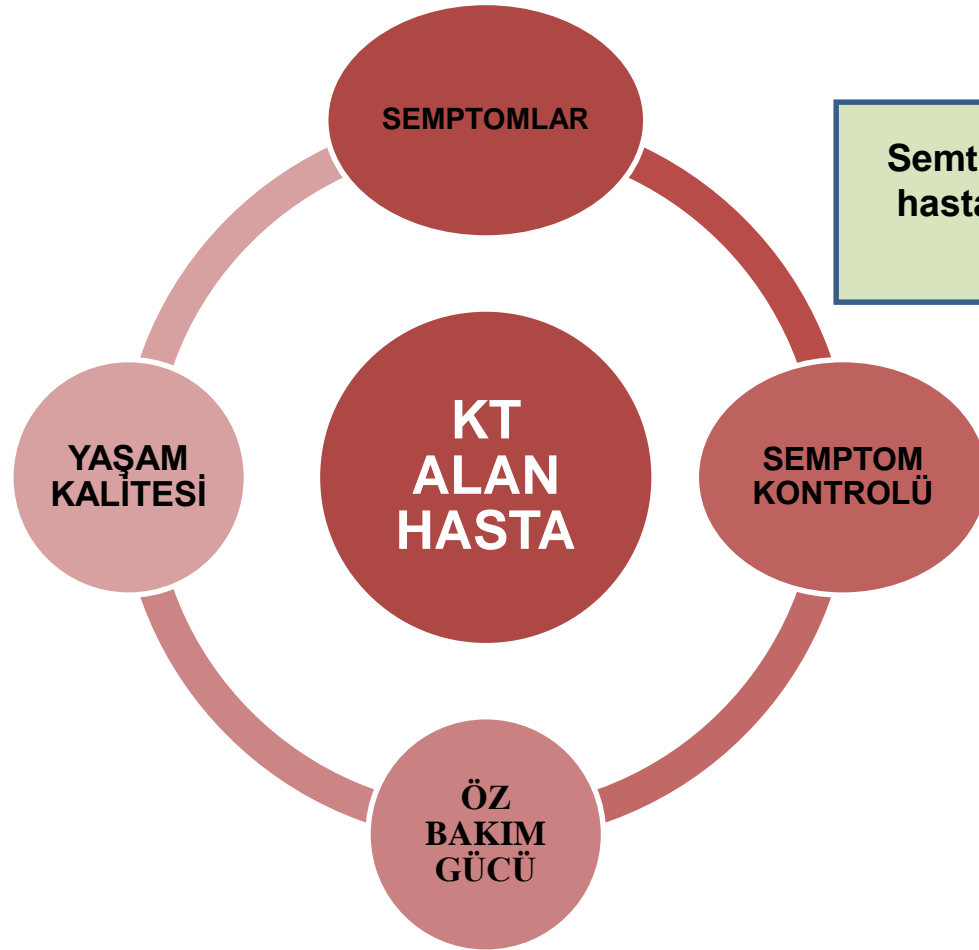 SEMPTOMLAR
Semt
hasta
KT
ALAN
HASTA
YAŞAM
KALİTESİ
SEMPTOM
KONTROLÜ
ÖZ
BAKIM
GÜCÜ